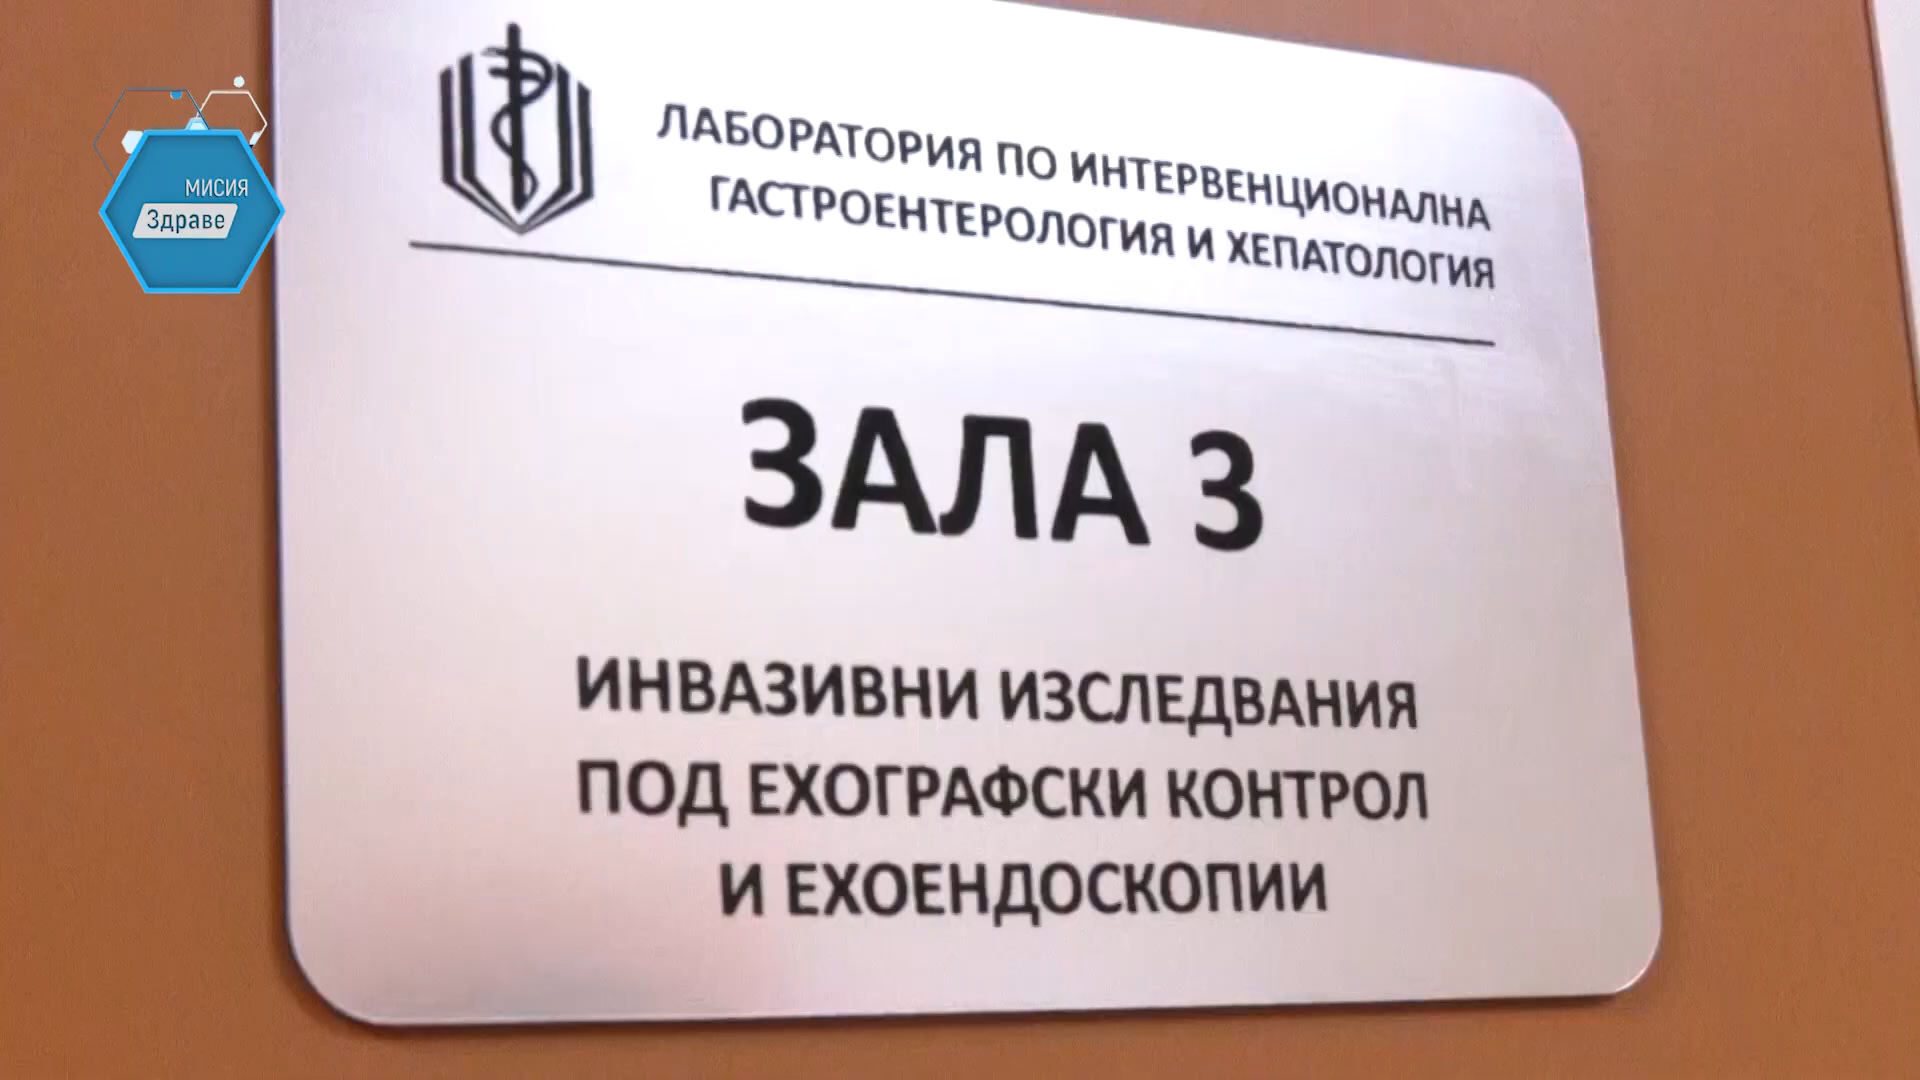 МИСИЯ
Здраве
ЛАБОРАТОРИЯ ПО ИНТЕРВЕНЦИОНАЛНА
ГАСТРОЕНТЕРОЛОГИЯ И ХЕПАТОЛОГИЯ
ЗАЛА 3
ИНВАЗИВНИ ИЗСЛЕДВАНИЯ
ПОД ЕХОГРАФСКИ КОНТРОЛ
И ЕХОЕНДОСКОПИИ